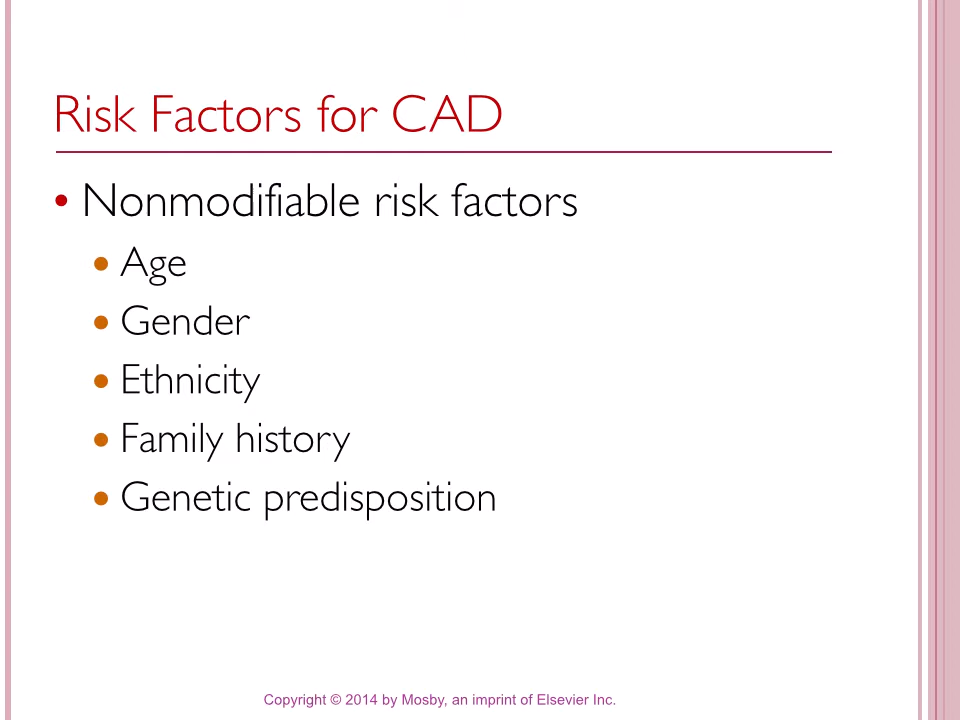 Risk Factors for CAD
• Nonmodifiable risk factors
• Age
• Gender
• Ethnicity
• Family history
• Genetic predisposition
Copyright © 2014 by Mosby, an imprint of Elsevier Inc.